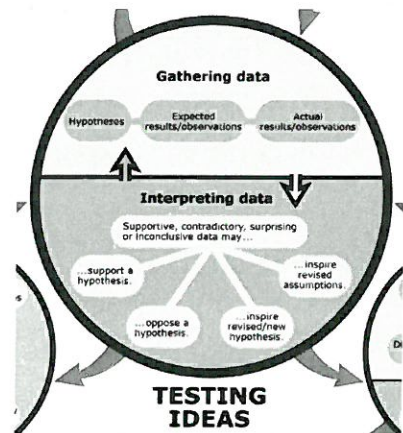 Gathering data
Hypotheses
Expected
results/observations
Actual
results/observations
Interpreting data
Supportive, contradictory, surprising
or inconclusive data may...
...support a
hypothesis.
...oppose a
hypothesis.
...inspire
revised/new
hypothesis.
...inspire
revised
assumptions.
TESTING
IDEAS